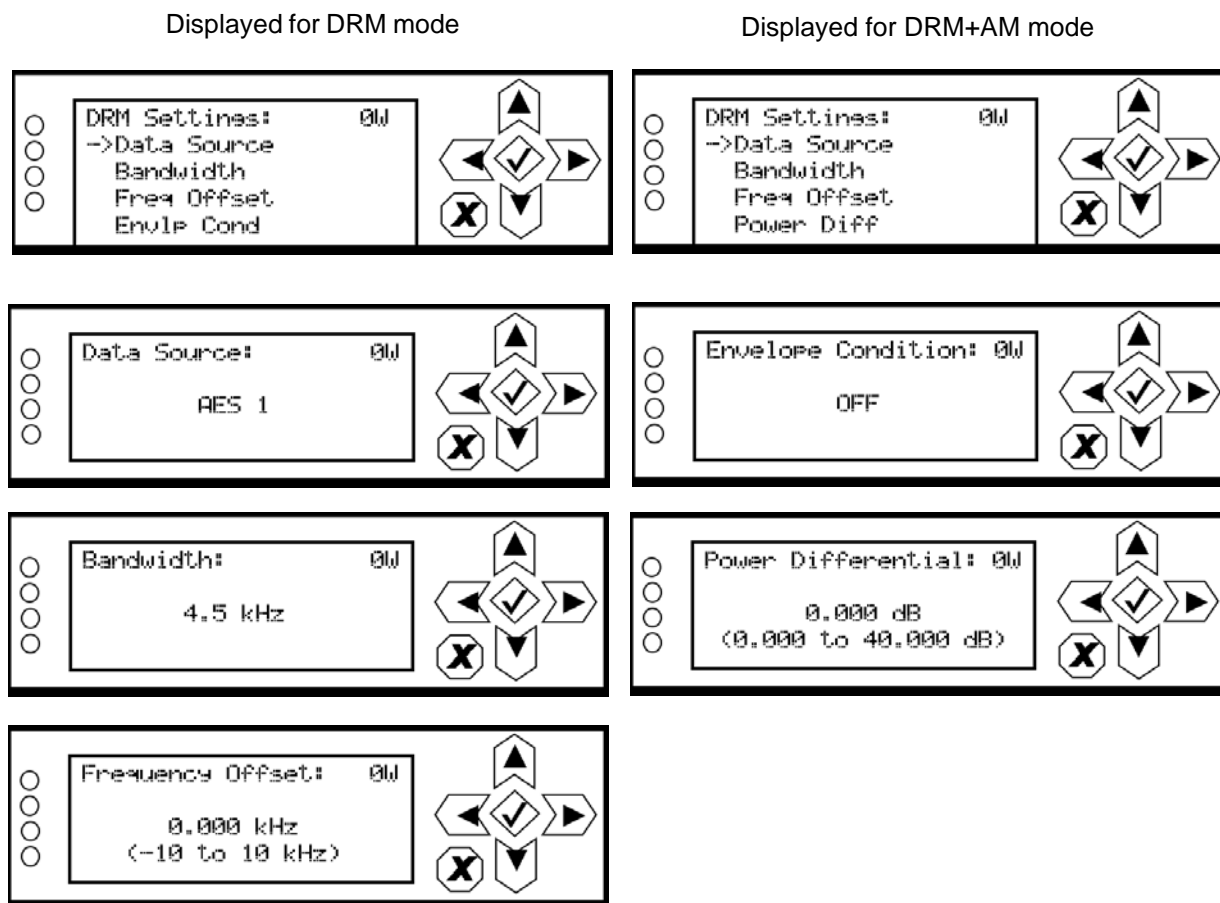 Displayed for DRM mode
DRM Settings: 0W
->Data Source
Bandwidth
Freq Offset
Envlp Cond
X
Data Source: 0W
AES 1
X
Bandwidth: 0W
4.5 kHz
X
Frequency Offset: 0W
0.000 kHz
(-10 to 10 kHz)
X
Displayed for DRM+AM mode
DRM Settings: 0W
->Data Source
Bandwidth
Freq Offset
Power Diff
X
Envelope Condition: 0W
OFF
X
Power Differential: 0W
0.000 dB
(0.000 to 40.000 dB)
X